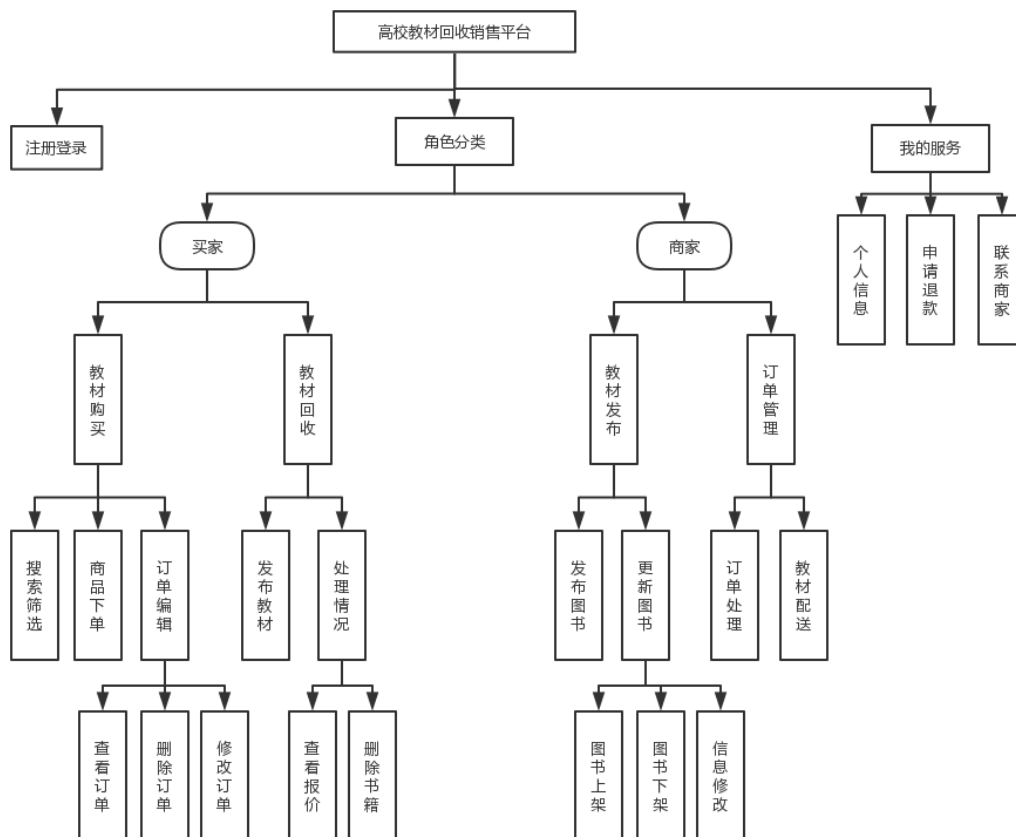 高校教材回收销售平台
注册登录
角色分类
我的服务
买家
商家
个人信息
申请退款
联系商家
教材购买
教材回收
教材发布
订单管理
搜索筛选
商品下单
订单编辑
发布教材
处理情况
发布图书
更新图书
订单处理
教材配送
查看订单
删除订单
修改订单
查看报价
删除书籍
图书上架
图书下架
信息修改